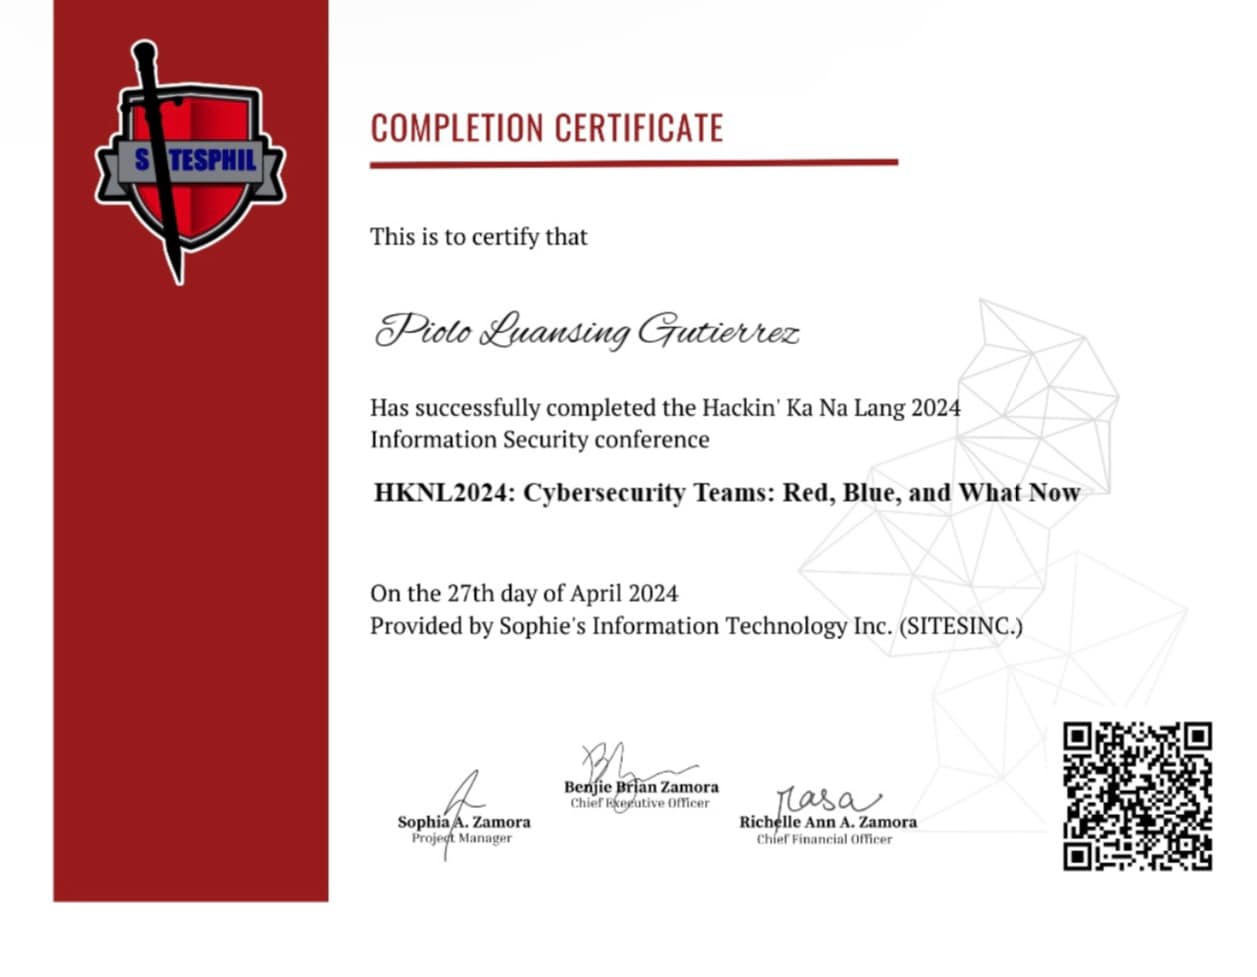 S TESPHIL
COMPLETION CERTIFICATE
This is to certify that
Piolo Luansing Gutierrez
Has successfully completed the Hackin' Ka Na Lang 2024
Information Security conference
HKNL2024: Cybersecurity Teams: Red, Blue, and What Now
On the 27th day of April 2024
Provided by Sophie's Information Technology Inc. (SITESINC.)
Benjie Brian Zamora
Chief Executive Officer
Sophia A. Zamora
Project Manager
rasa
Richelle Ann A. Zamora
Chief Financial Officer